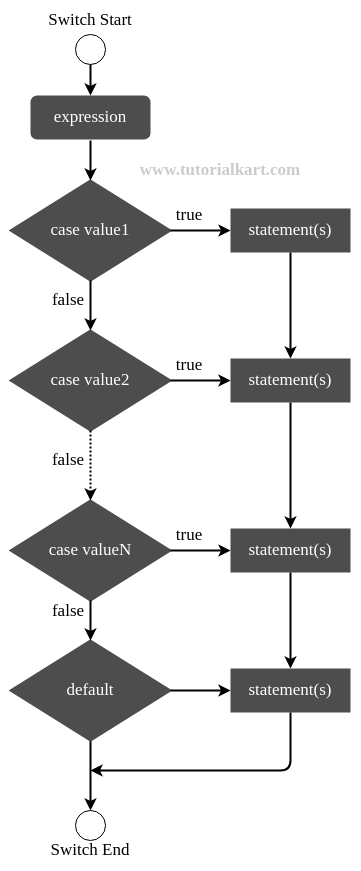 Switch Start
expression
www.tutorialkart.com
case value1
true
statement(s)
false
case value2
true
statement(s)
false
case valueN
true
statement(s)
false
default
statement(s)
Switch End